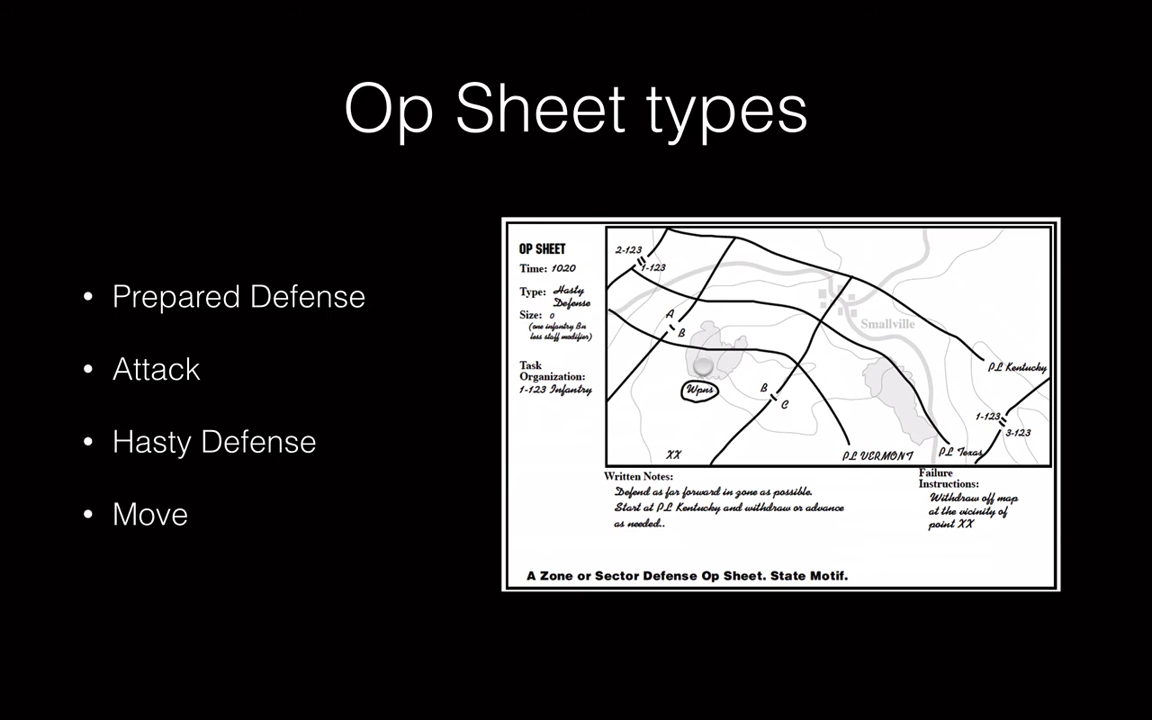 Op Sheet types
• Prepared Defense
• Attack
• Hasty Defense
• Move
OP SHEET
Time: 1020
Type: Hasty
Defense
Size: 0
(one infantry Bn
less staff modifier)
Task
Organization:
1-123 Infantry
2-123
1-123
A
B
Wpns
B
C
XX
Smallville
PL Kentucky
1-123
3-123
PL VERMONT
PL Texas
Written Notes:
Defend as far forward in zone as possible.
Start at PL Kentucky and withdraw or advance
as needed..
Failure
Instructions:
Withdraw off map
at the vicinity of
point XX
A Zone or Sector Defense Op Sheet. State Motif.